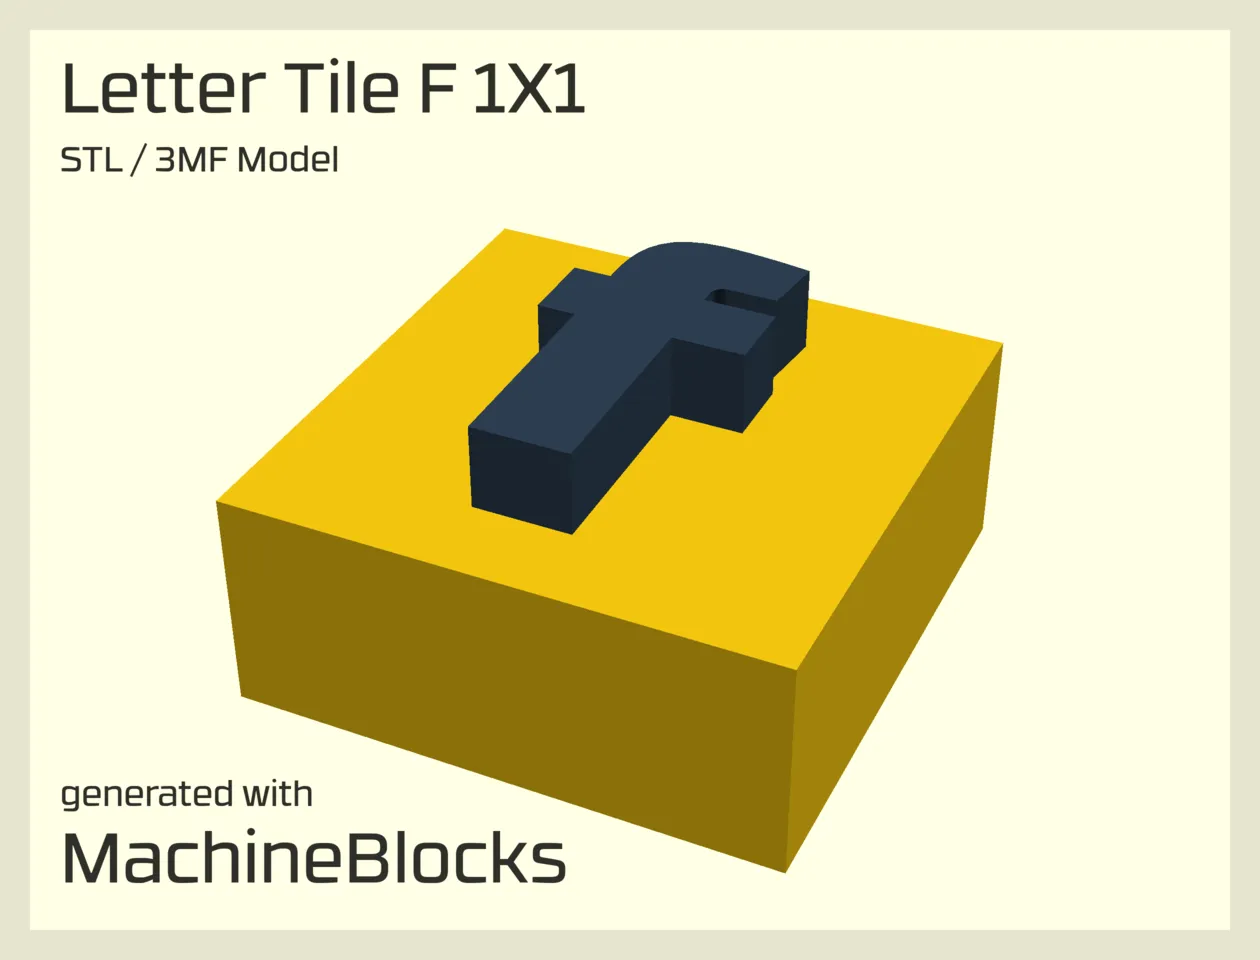 Letter Tile F 1X1
STL / 3MF Model
f
generated with
MachineBlocks